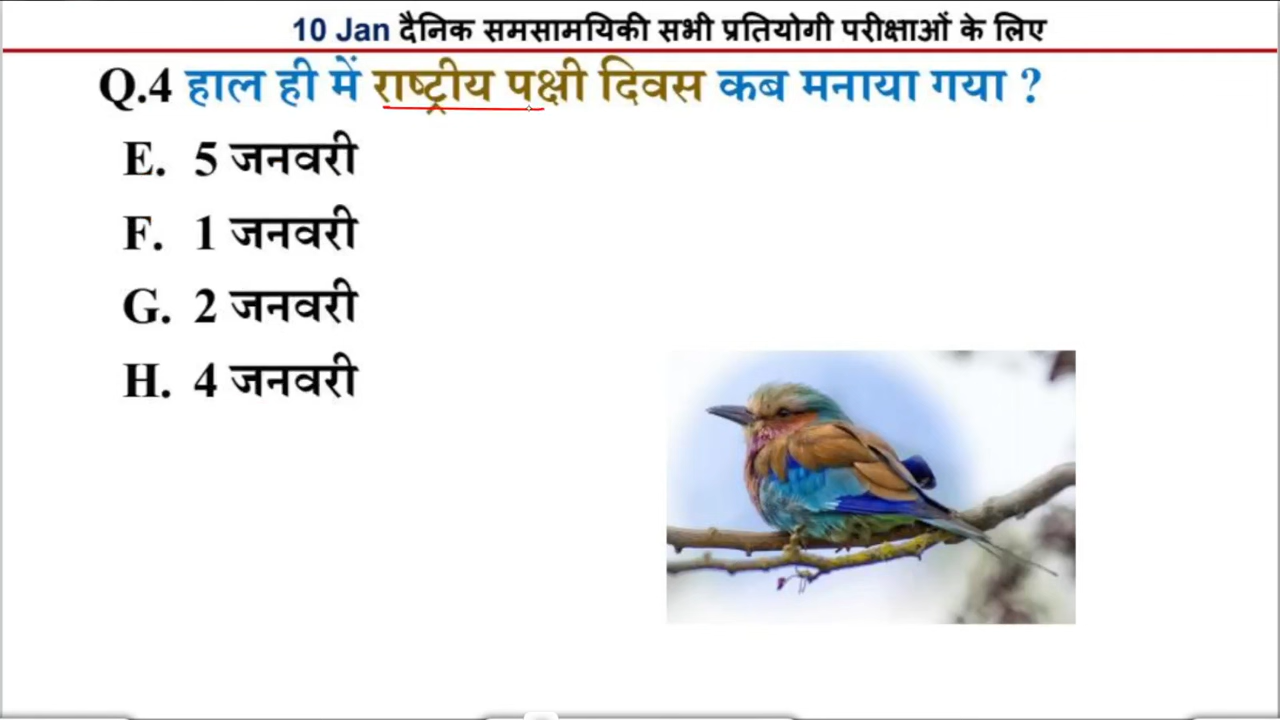 10 Jan दैनिक समसामयिकी सभी प्रतियोगी परीक्षाओं के लिए
Q.4 हाल ही में राष्ट्रीय पक्षी दिवस कब मनाया गया ?
E. 5 जनवरी
F. 1 जनवरी
G. 2 जनवरी
H. 4 जनवरी